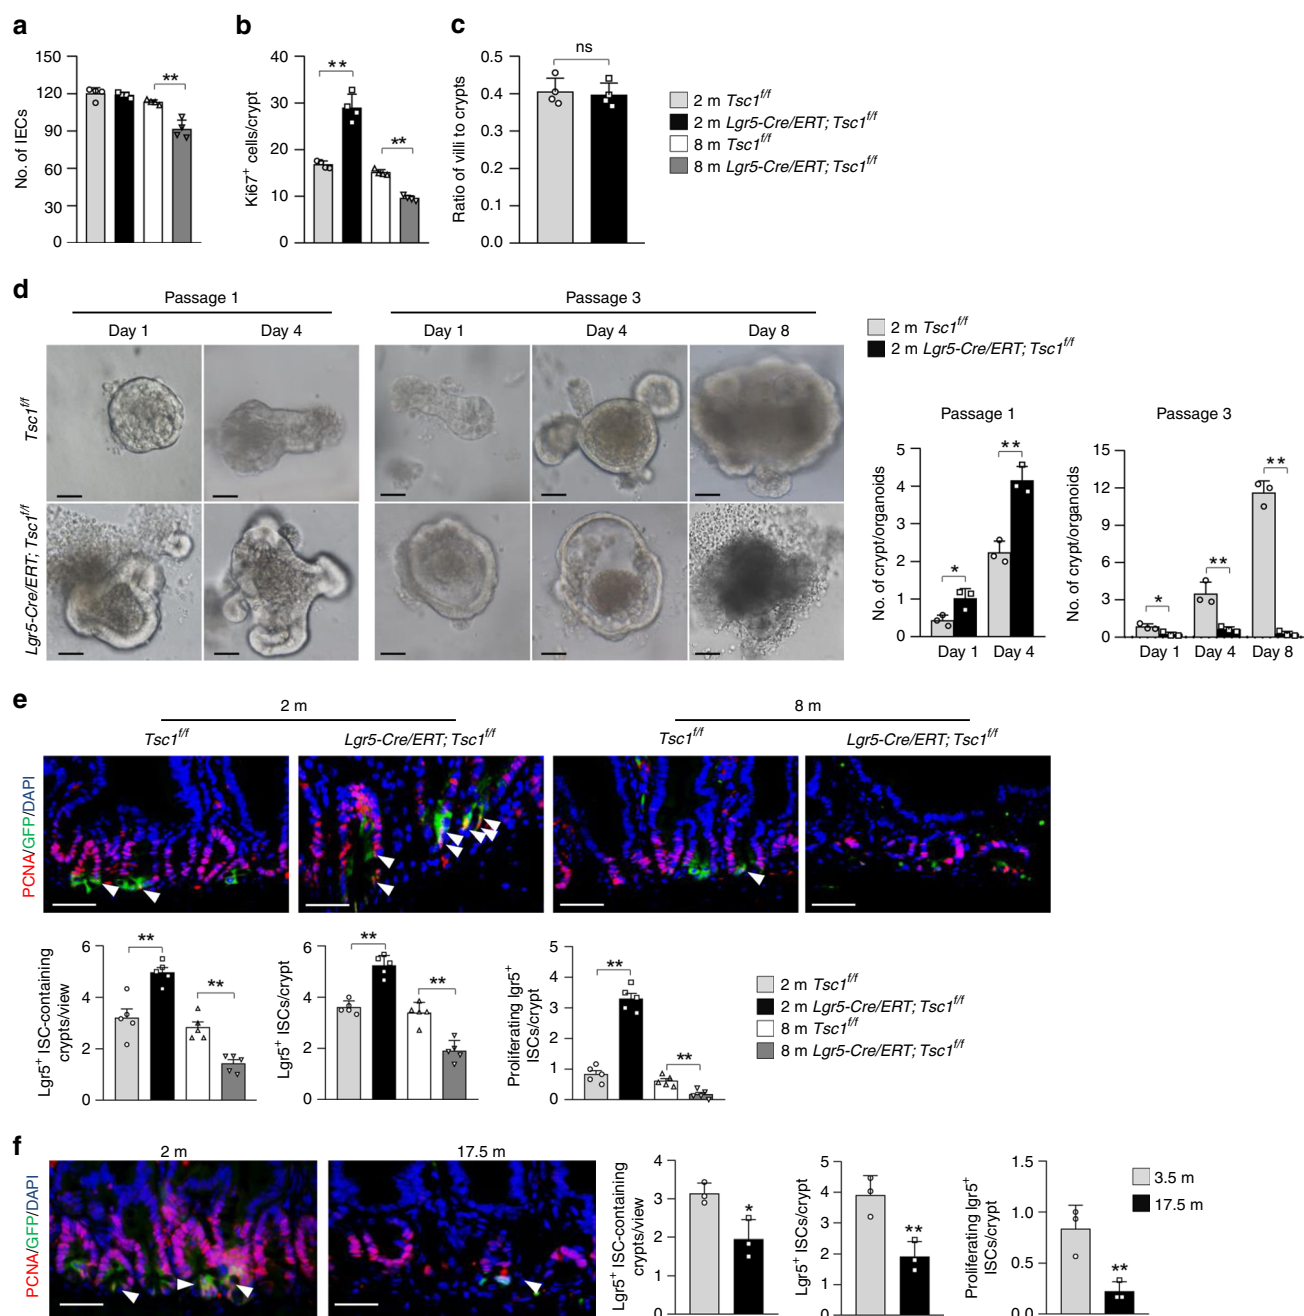 a
150
120
90
60
30
0
No. of IECs
**
b
40
30
20
10
0
Ki67+ cells/crypt
**
**
c
0.5
0.4
0.3
0.2
0.1
0.0
Ratio of villi to crypts
ns
2 m Tsc1f/f
2 m Lgr5-Cre/ERT; Tsc1f/f
8 m Tsc1f/f
8 m Lgr5-Cre/ERT; Tsc1f/f
d
Passage 1
Passage 3
Day 1
Day 4
Day 1
Day 4
Day 8
Tsc1f/f
Lgr5-Cre/ERT; Tsc1f/f
2 m Tsc1f/f
2 m Lgr5-Cre/ERT; Tsc1f/f
Passage 1
5
4
3
2
1
0
No. of crypt/organoids
*
**
Day 1
Day 4
Passage 3
15
12
9
6
3
0
No. of crypt/organoids
*
**
**
Day 1
Day 4
Day 8
e
2 m
8 m
Tsc1f/f
Lgr5-Cre/ERT; Tsc1f/f
Tsc1f/f
Lgr5-Cre/ERT; Tsc1f/f
PCNA/GFP/DAPI
6
4
2
0
Lgr5+ ISC-containing
crypts/view
**
**
6
4
2
0
Lgr5+ ISCs/crypt
**
**
5
4
3
2
1
0
Proliferating lgr5+
ISCs/crypt
**
**
2 m Tsc1f/f
2 m Lgr5-Cre/ERT; Tsc1f/f
8 m Tsc1f/f
8 m Lgr5-Cre/ERT; Tsc1f/f
f
2 m
17.5 m
PCNA/GFP/DAPI
4
3
2
1
0
Lgr5+ ISC-containing
crypts/view
*
5
4
3
2
1
0
Lgr5+ ISCs/crypt
**
1.5
1.0
0.5
0.0
Proliferating lgr5+
ISCs/crypt
**
3.5 m
17.5 m